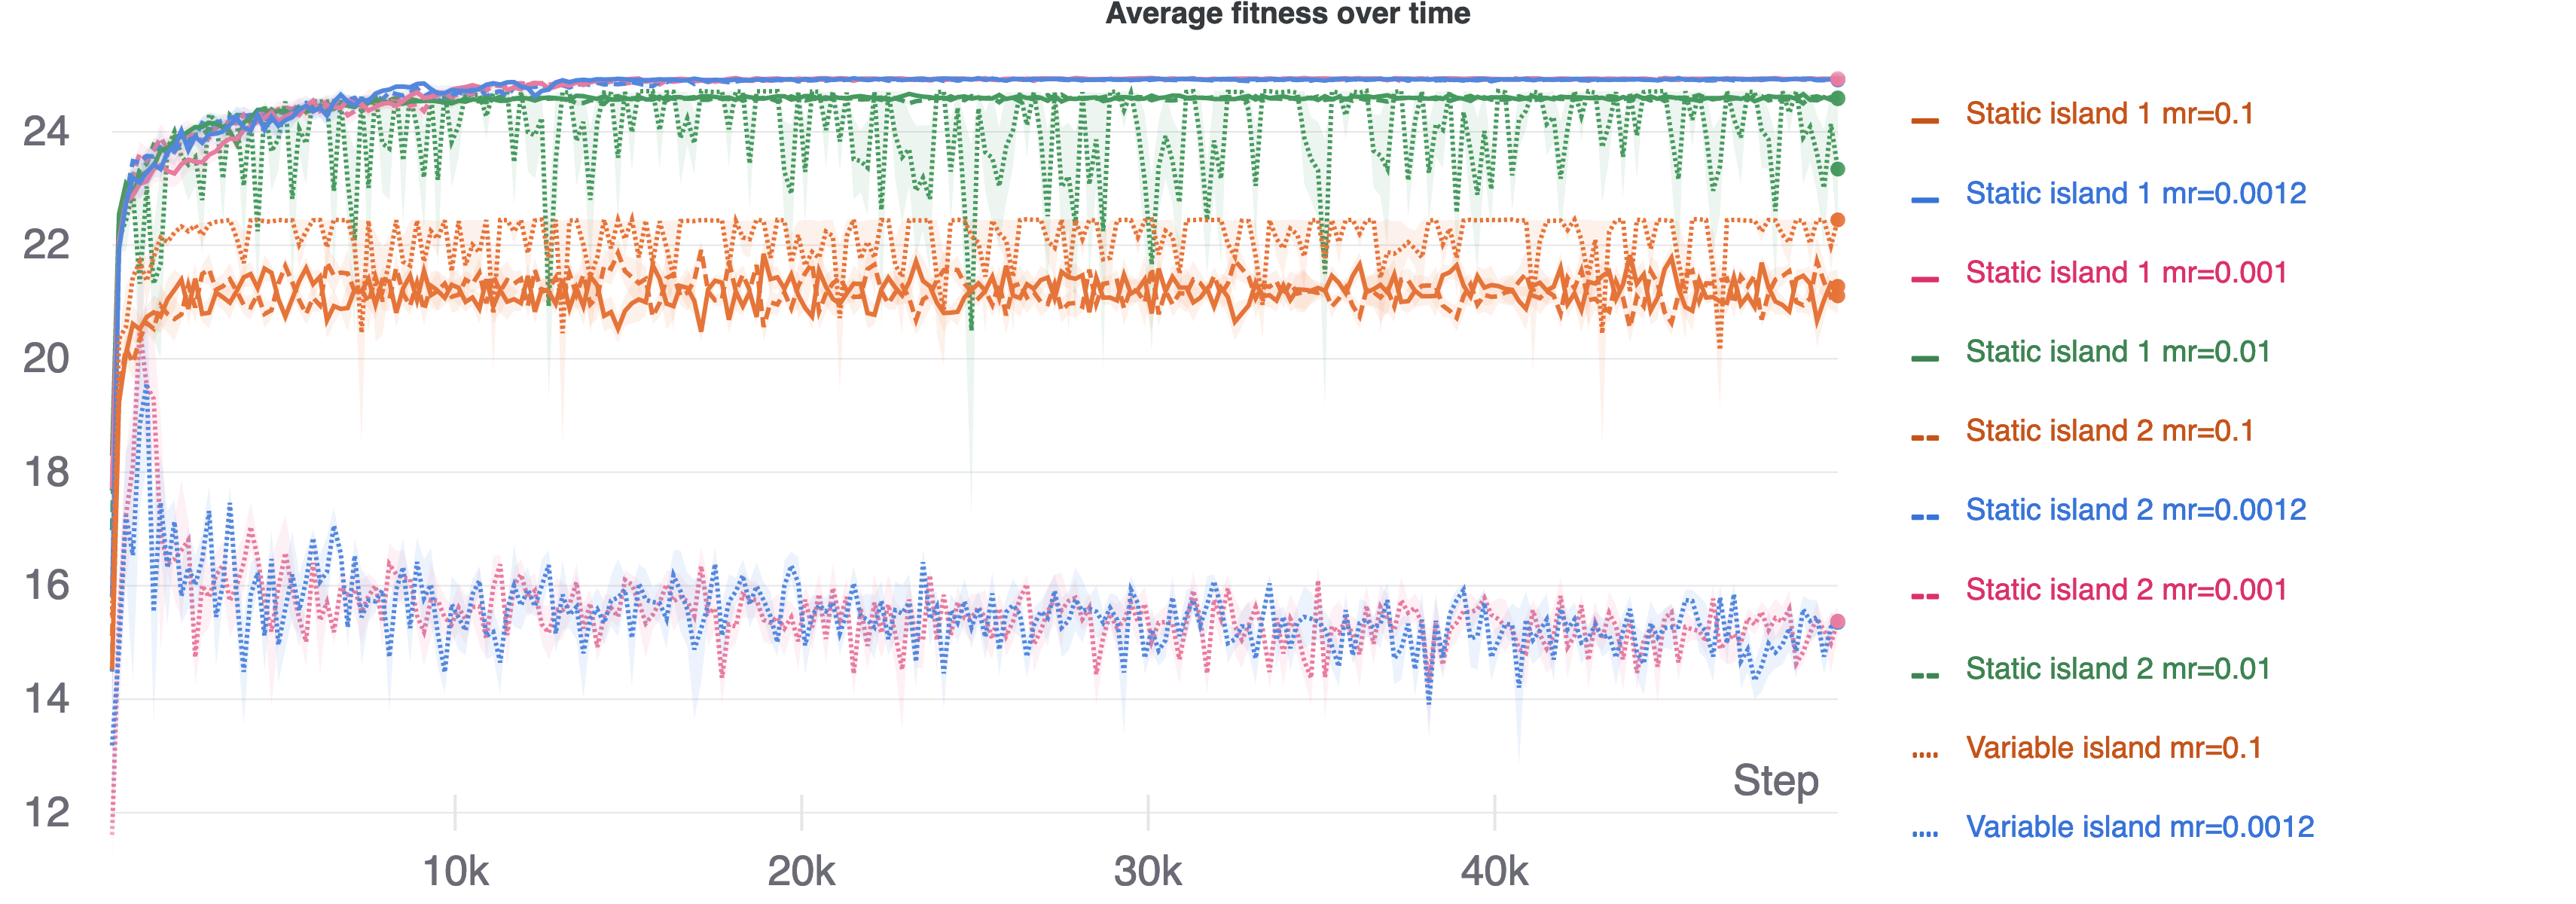 Average fitness over time
24
22
20
18
16
14
12
10k
20k
30k
40k
Step
Static island 1 mr=0.1
Static island 1 mr=0.0012
Static island 1 mr=0.001
Static island 1 mr=0.01
Static island 2 mr=0.1
Static island 2 mr=0.0012
Static island 2 mr=0.001
Static island 2 mr=0.01
Variable island mr=0.1
Variable island mr=0.0012